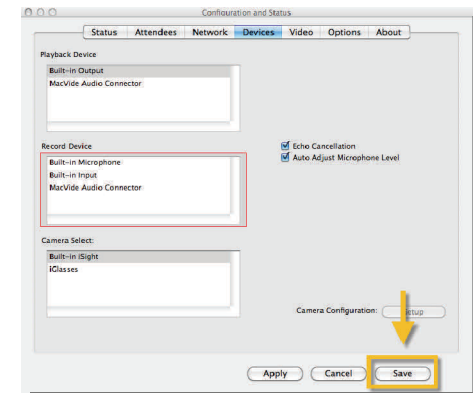 Configuration and Status
Status Attendees Network Devices Video Options About
Playback Device
Built-in Output
MacVide Audio Connector
Record Device
Built-in Microphone
Built-in Input
MacVide Audio Connector
Echo Cancellation
Auto Adjust Microphone Level
Camera Select:
Built-in iSight
iGlasses
Camera Configuration:
Apply Cancel Save